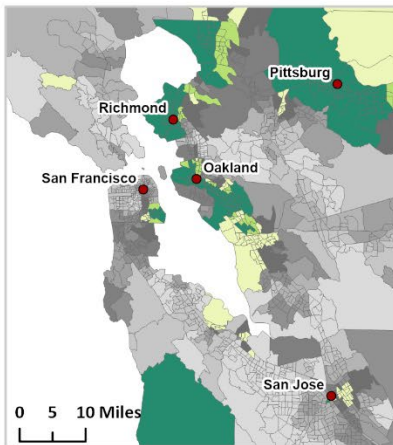 Pittsburg
Richmond
Oakland
San Francisco
San Jose
0 5 10 Miles